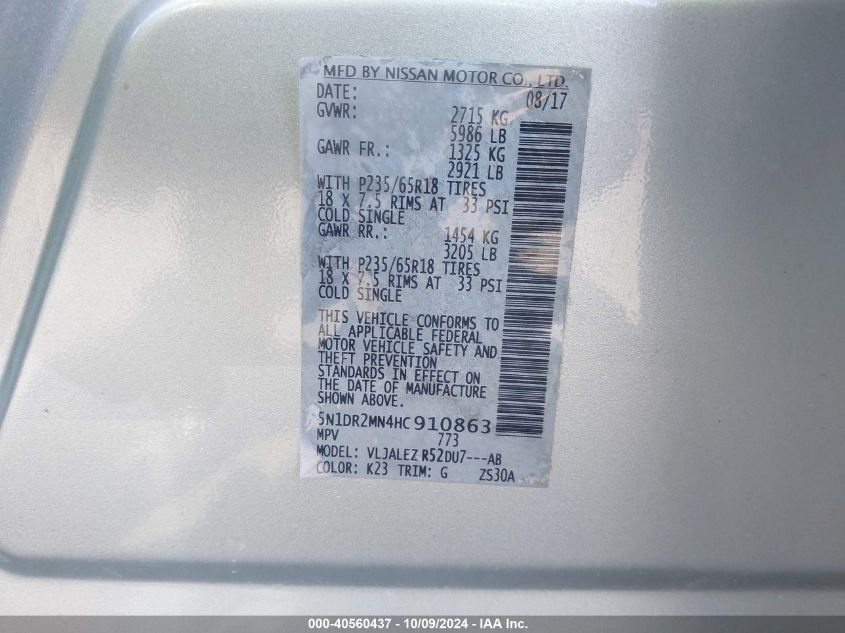 MFD BY NISSAN MOTOR CO., LTD.
DATE: 08/17
GVWR: 2715 KG
5986 LB
GAWR FR.: 1325 KG
2921 LB
WITH P235/65R18 TIRES
18 X 7.5 RIMS AT 33 PSI
COLD SINGLE
GAWR RR.: 1454 KG
3205 LB
WITH P235/65R18 TIRES
18 X 7.5 RIMS AT 33 PSI
COLD SINGLE
THIS VEHICLE CONFORMS TO
ALL APPLICABLE FEDERAL
MOTOR VEHICLE SAFETY AND
THEFT PREVENTION
STANDARDS IN EFFECT ON
THE DATE OF MANUFACTURE
SHOWN ABOVE.
5N1DR2MN4HC910863
MPV 773
MODEL: VLJALEZ R52DU7---AB
COLOR: K23 TRIM: G ZS30A
000-40560437 - 10/09/2024 - IAA Inc.